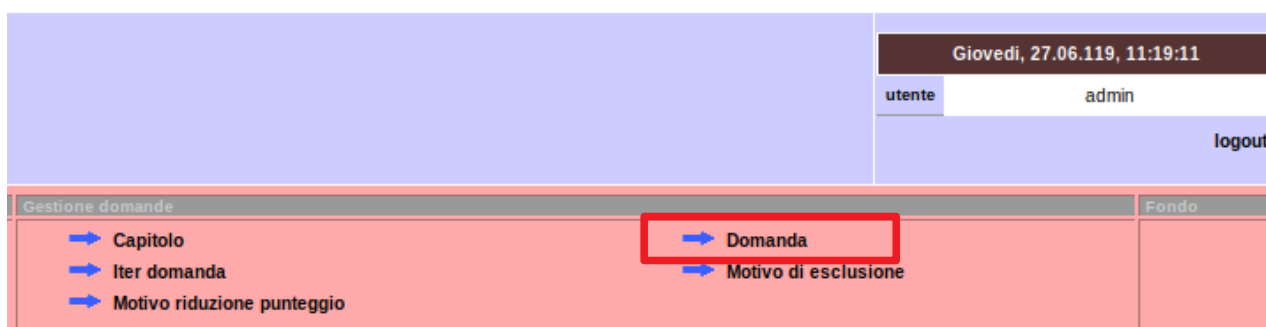 Giovedi, 27.06.119, 11:19:11
utente admin
logout
Gestione domande Fondo
Capitolo Domanda
Iter domanda Motivo di esclusione
Motivo riduzione punteggio